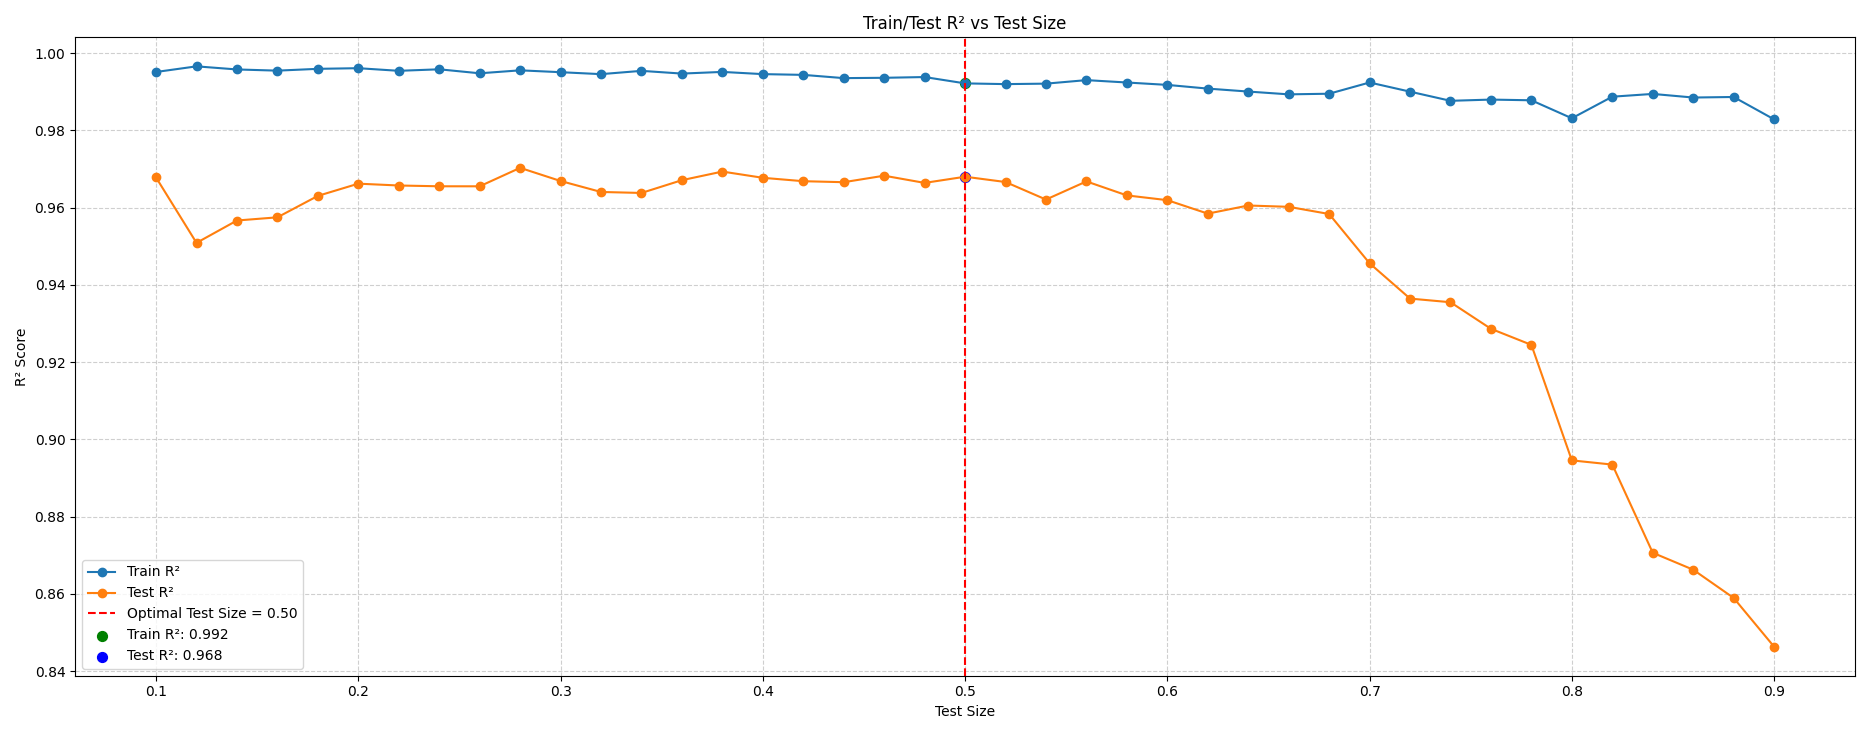 Train/Test R² vs Test Size
R² Score
1.00
0.98
0.96
0.94
0.92
0.90
0.88
0.86
0.84
Train R²
Test R²
Optimal Test Size = 0.50
Train R²: 0.992
Test R²: 0.968
0.1 0.2 0.3 0.4 0.5 0.6 0.7 0.8 0.9
Test Size